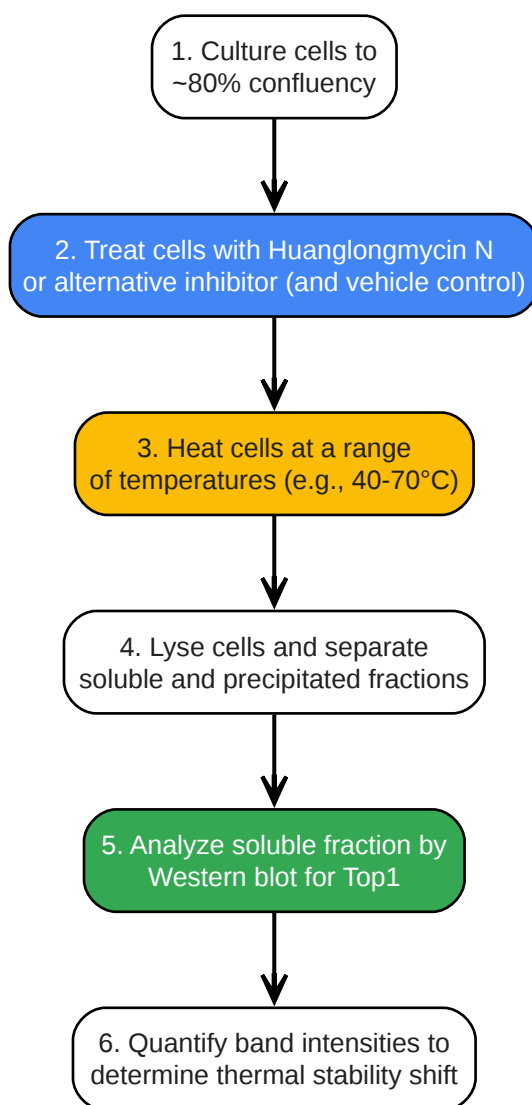 1. Culture cells to
~80% confluency
2. Treat cells with Huanglongmycin N
or alternative inhibitor (and vehicle control)
3. Heat cells at a range
of temperatures (e.g., 40-70°C)
4. Lyse cells and separate
soluble and precipitated fractions
5. Analyze soluble fraction by
Western blot for Top1
6. Quantify band intensities to
determine thermal stability shift